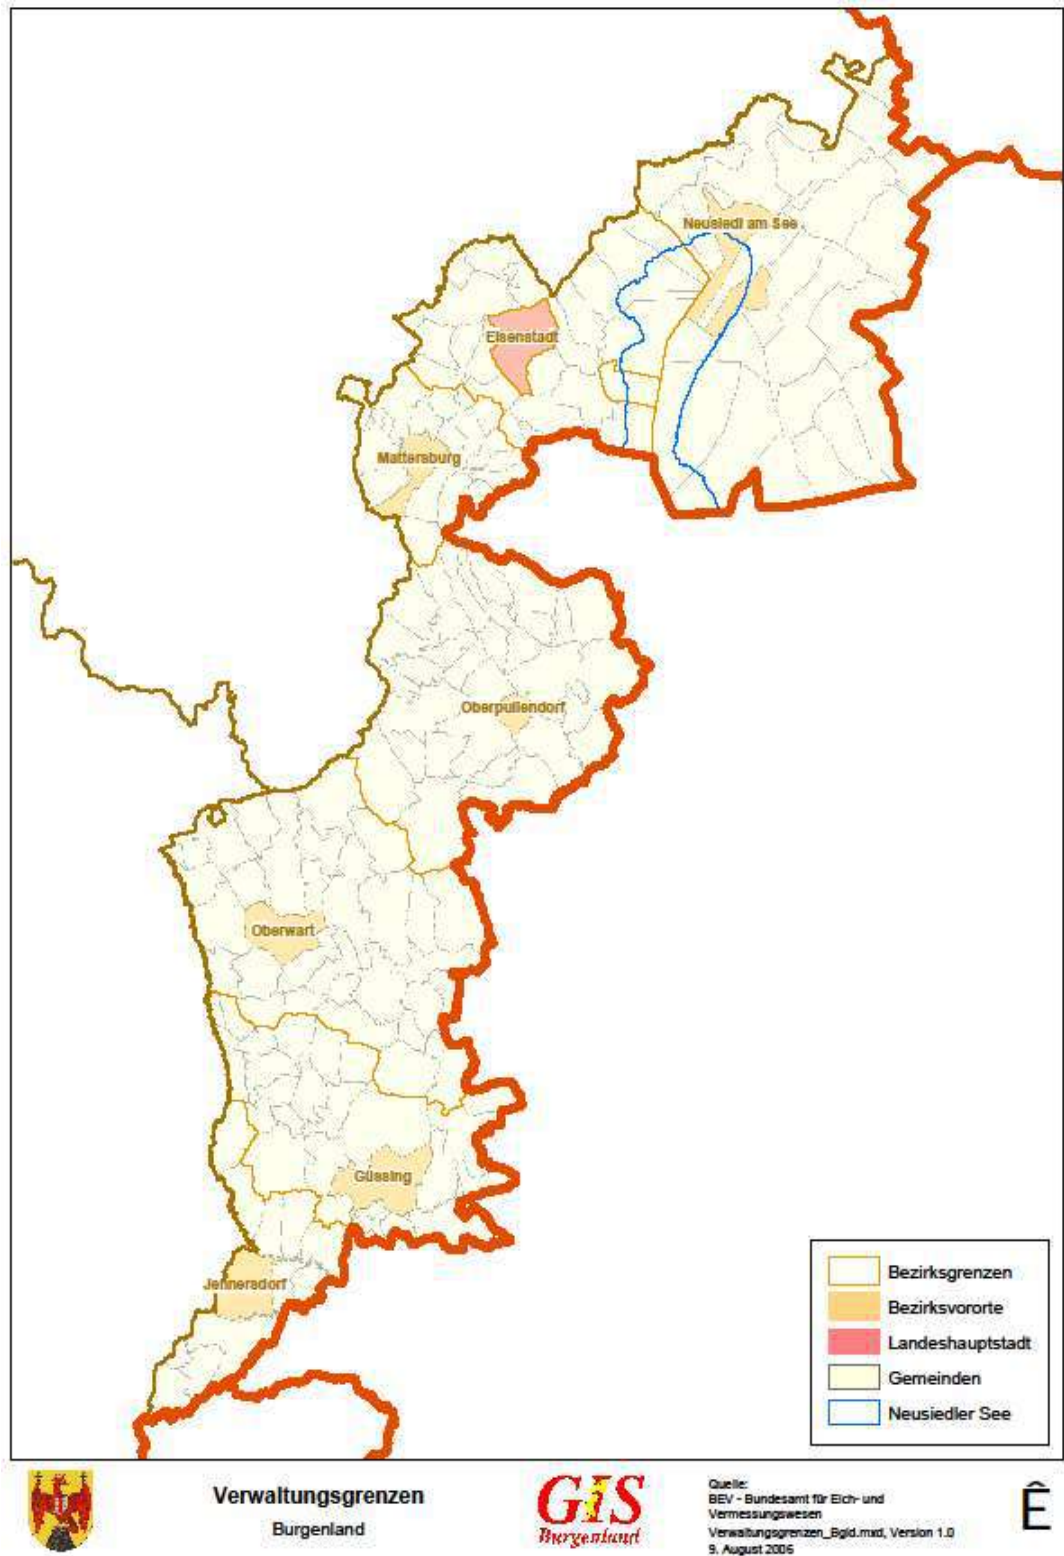 Neusiedl am See
Eisenstadt
Mattersburg
Oberpullendorf
Oberwart
Güssing
Jennersdorf
Bezirksgrenzen
Bezirksvororte
Landeshauptstadt
Gemeinden
Neusiedler See
Verwaltungsgrenzen
Burgenland
GIS
Burgenland
Quelle:
BEV - Bundesamt für Eich- und
Vermessungswesen
Verwaltungsgrenzen_Bgld.mxd, Version 1.0
9. August 2006
Ê